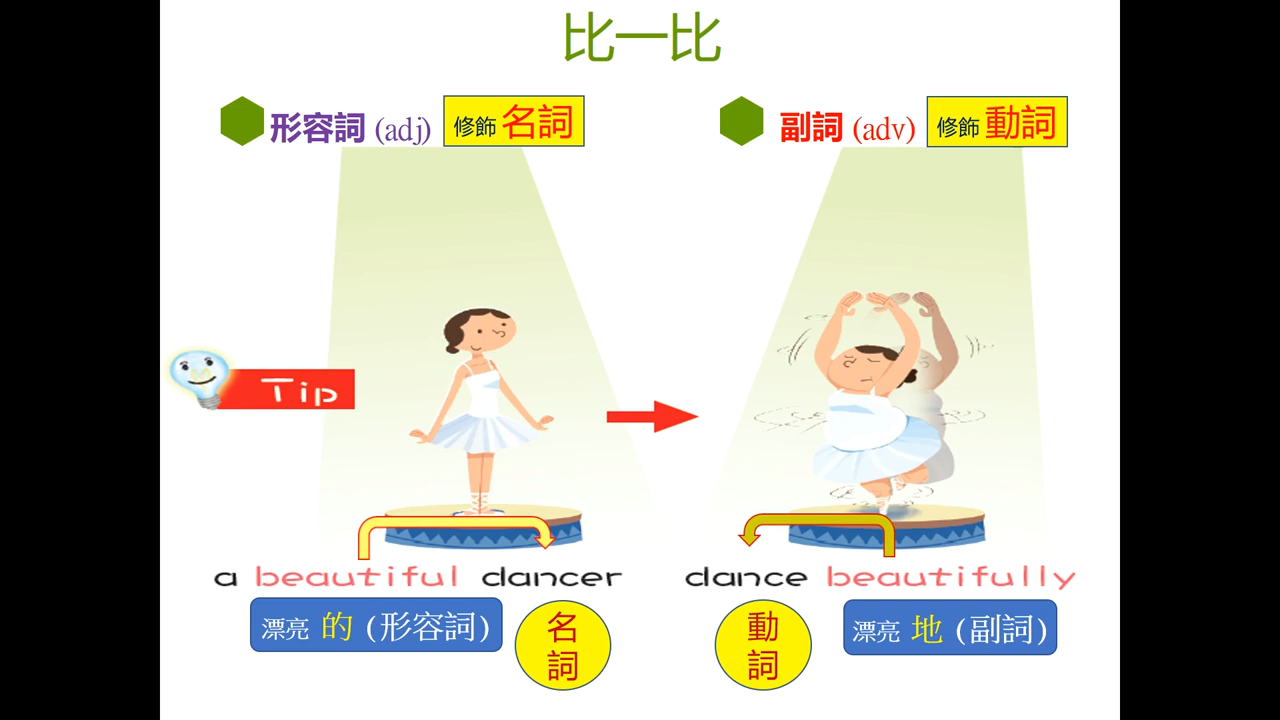 比一比
形容詞 (adj) 修飾 名詞
副詞 (adv) 修飾 動詞
Tip
a beautiful dancer
漂亮 的 (形容詞)
名詞
dance beautifully
動詞
漂亮 地 (副詞)